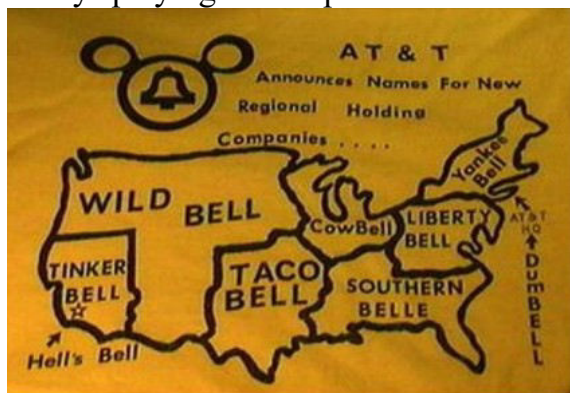 AT & T
Announces Names For New
Regional Holding
Companies ....
WILD BELL
TINKER
BELL
Hell's Bell
TACO
BELL
CowBell
SOUTHERN
BELLE
LIBERTY
BELL
Yankee
Bell
AT&T
HQ
DumBELL